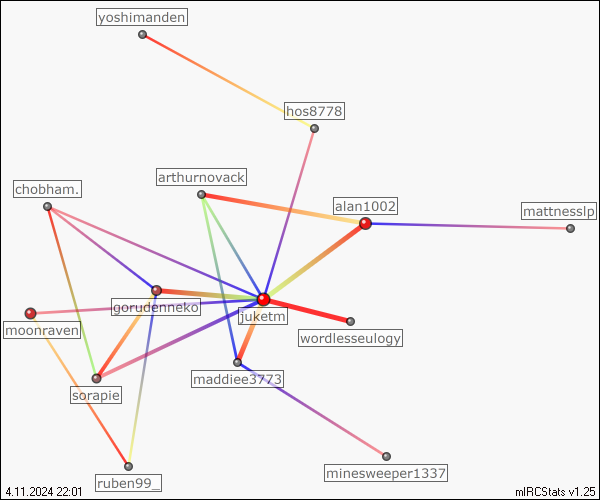 yoshimanden
hos8778
arthurnovack
chobham.
alan1002
mattnesslp
gorudenneko
juketm
moonraven
wordlesseulogy
maddiee3773
sorapie
minesweeper1337
ruben99_
4.11.2024 22:01
mIRCStats v1.25